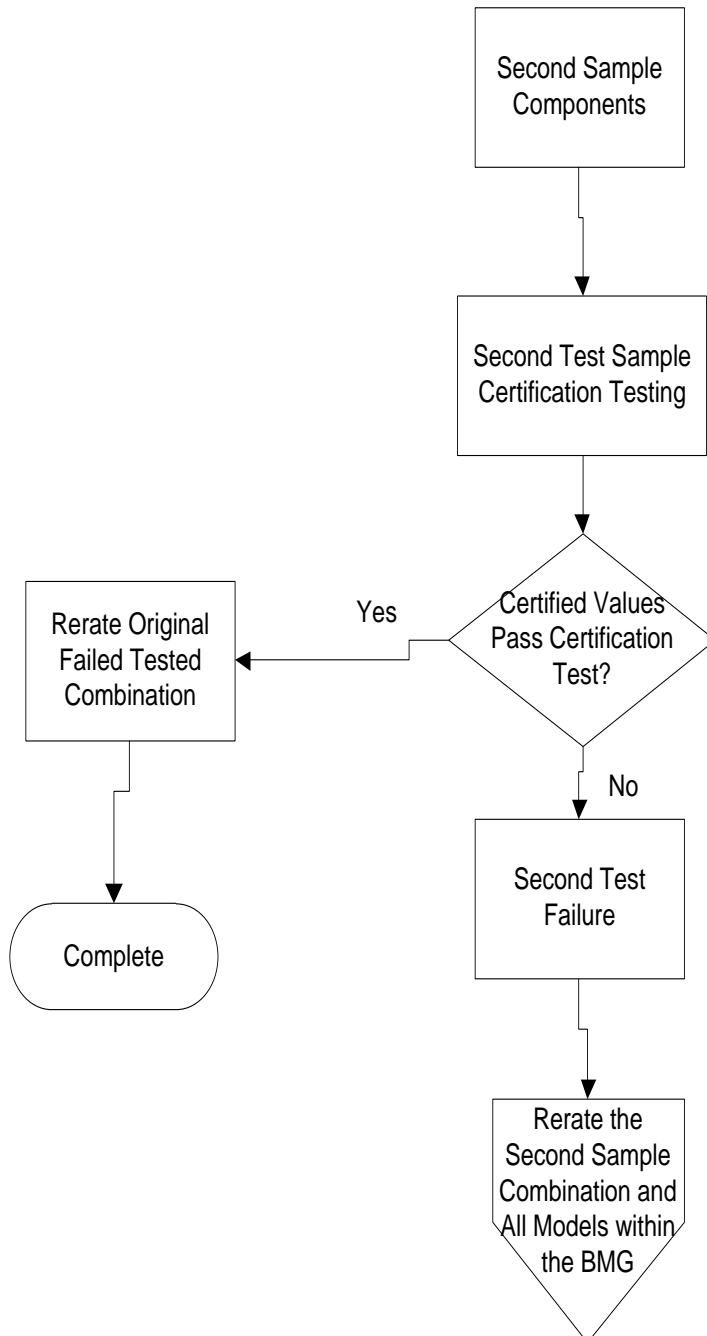 Second Sample
Components
Second Test Sample
Certification Testing
Certified Values
Pass Certification
Test?
Yes
Rerate Original
Failed Tested
Combination
Complete
No
Second Test
Failure
Rerate the
Second Sample
Combination and
All Models within
the BMG